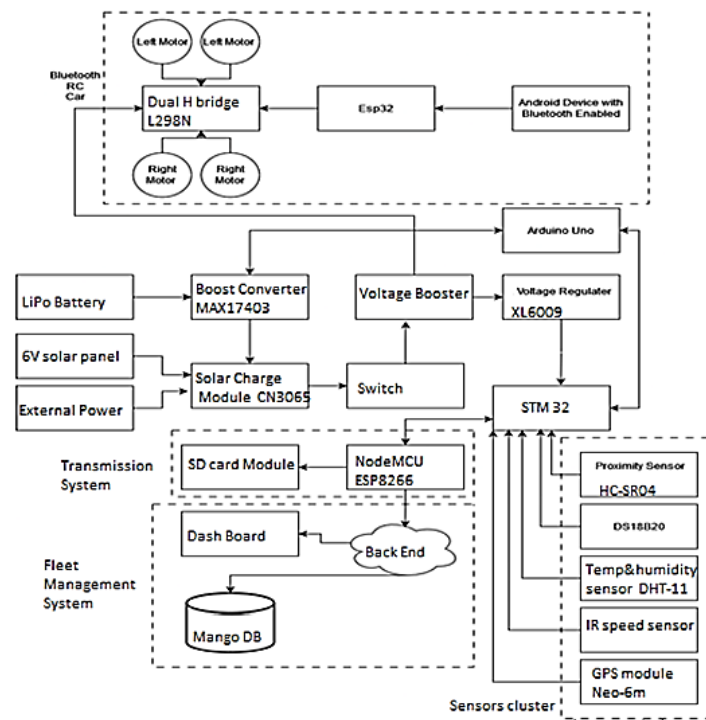 Left Motor
Left Motor
Bluetooth
RC
Car
Dual H bridge
L298N
Esp32
Android Device with
Bluetooth Enabled
Right
Motor
Right
Motor
Arduino Uno
LiPo Battery
Boost Converter
MAX17403
Voltage Booster
Voltage Regulater
XL6009
6V solar panel
Solar Charge
Module CN3065
Switch
External Power
STM 32
Transmission
System
SD card Module
NodeMCU
ESP8266
Proximity Sensor
HC-SR04
DS18B20
Dash Board
Back End
Fleet
Management
System
Temp&humidity
sensor DHT-11
IR speed sensor
Mango DB
GPS module
Neo-6m
Sensors cluster